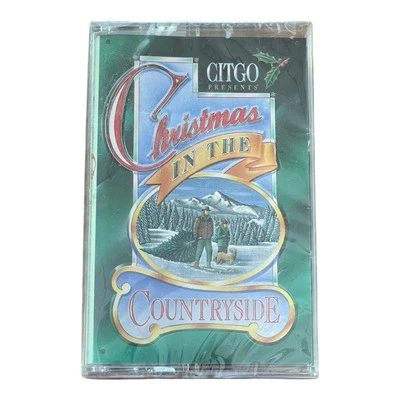 CITGO
PRESENTS
Christmas
IN THE
COUNTRYSIDE